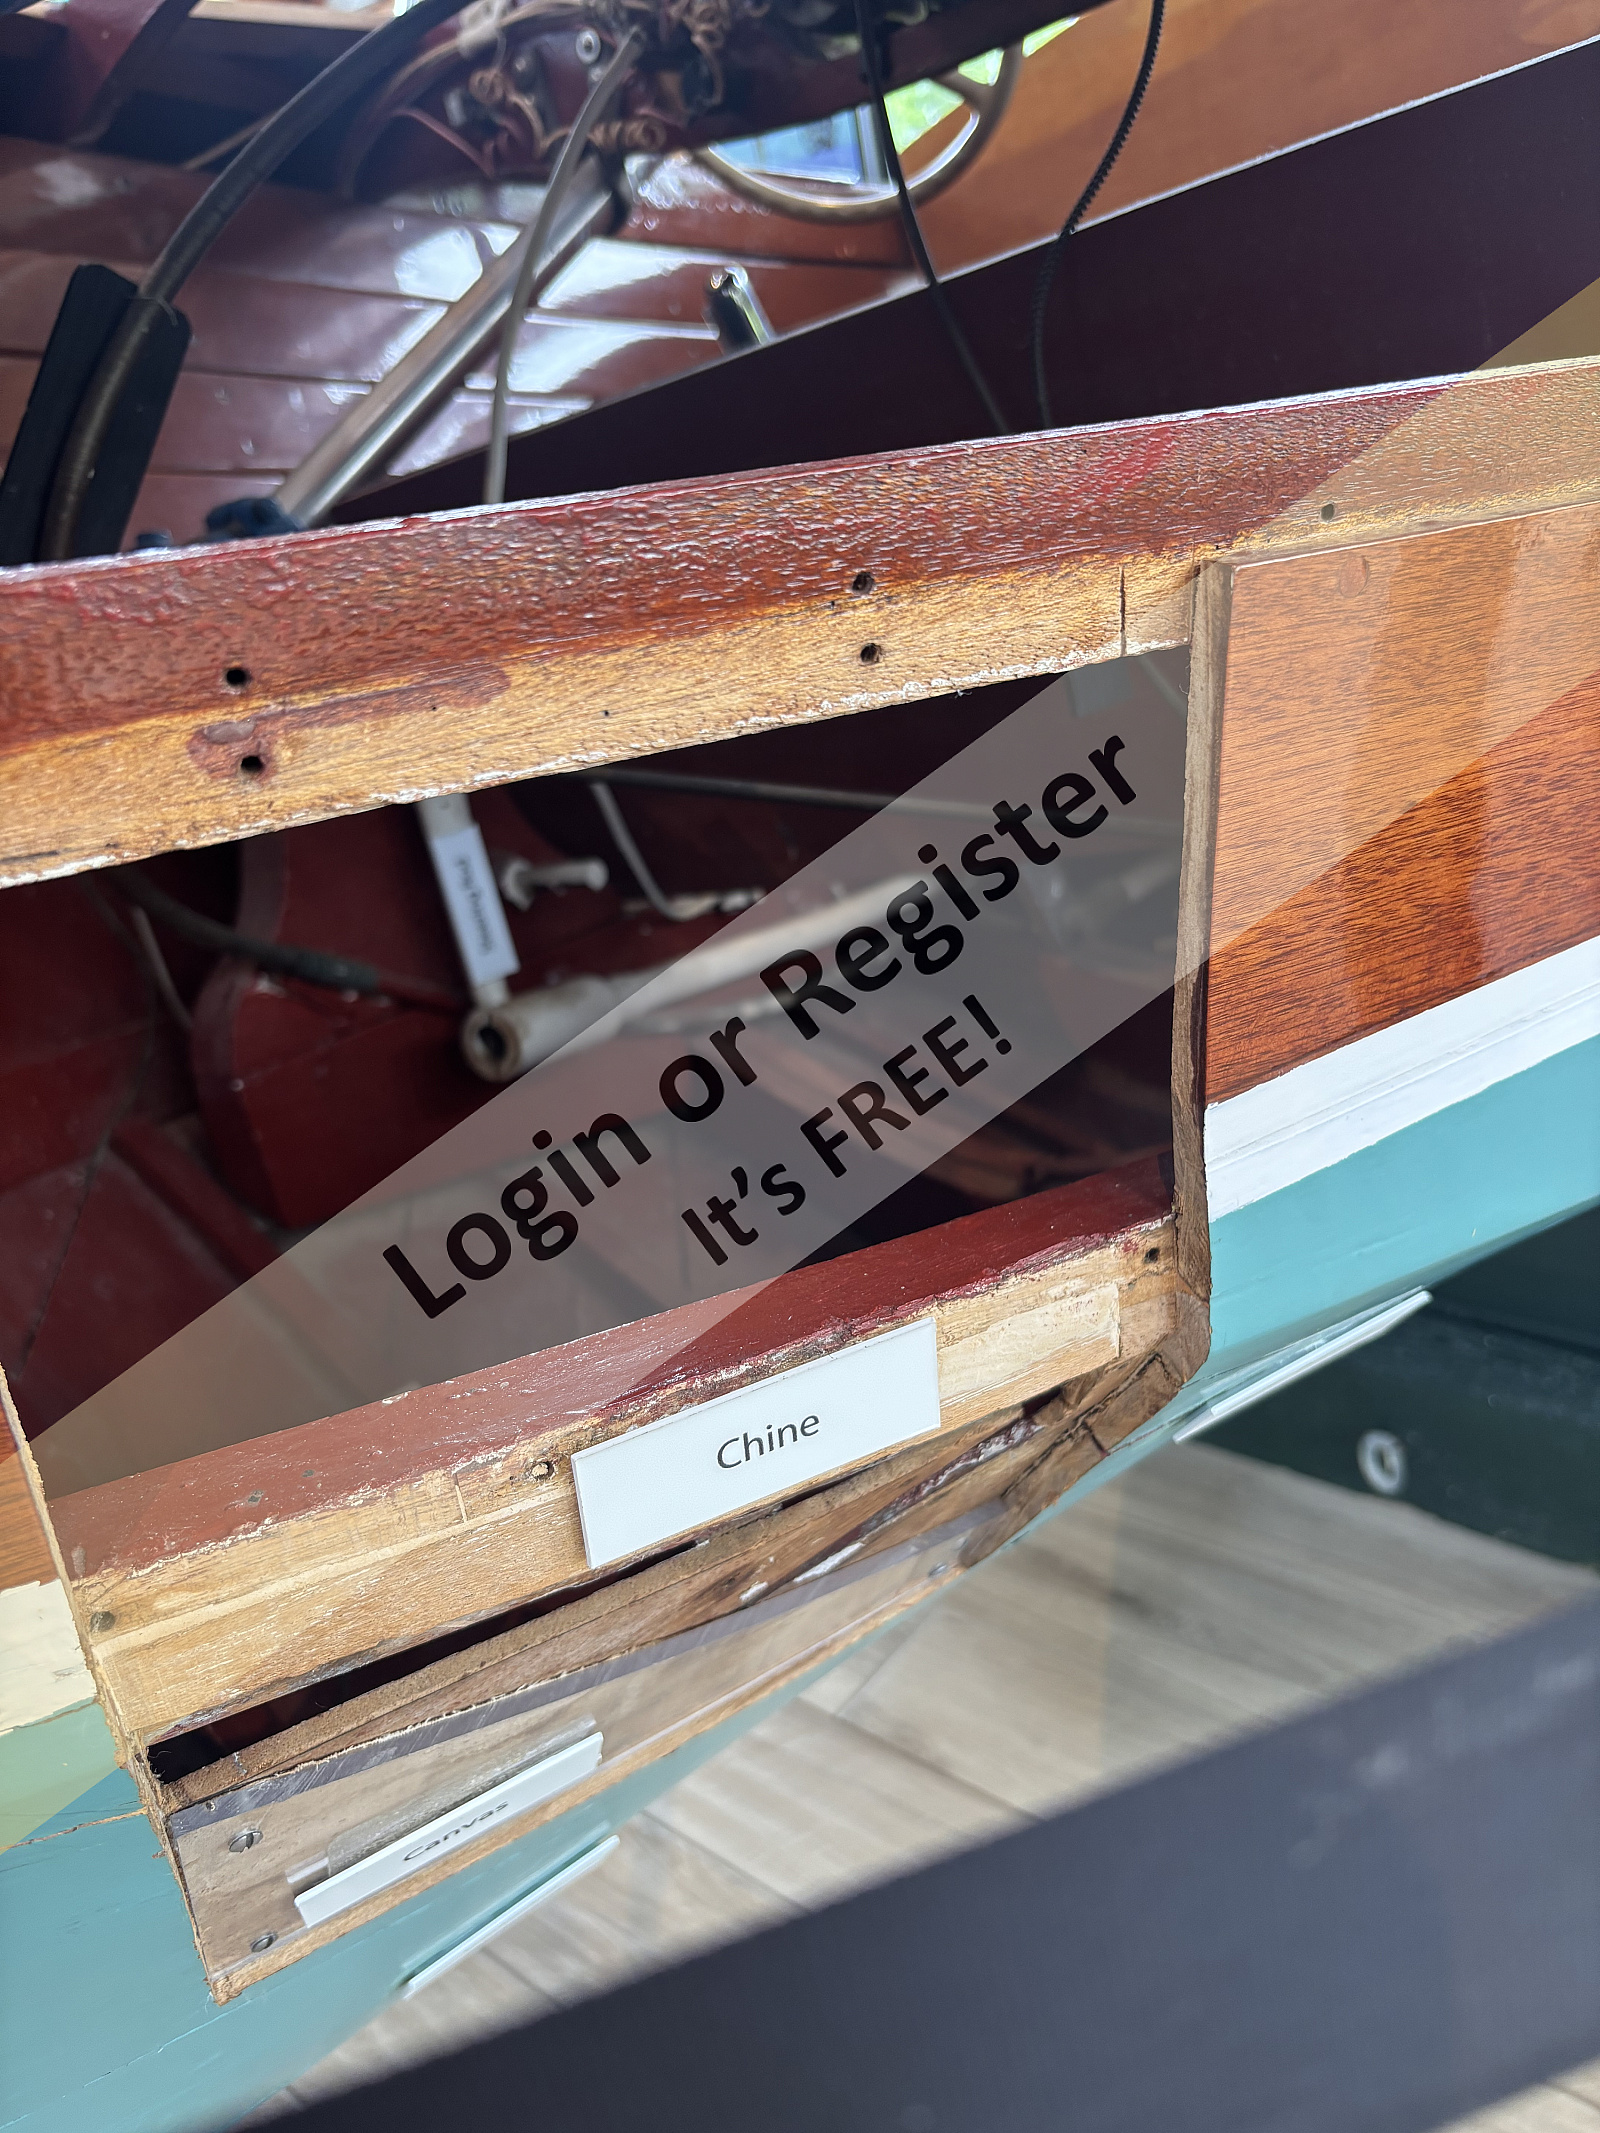 Login or Register
It's FREE!
Chine
Canvas